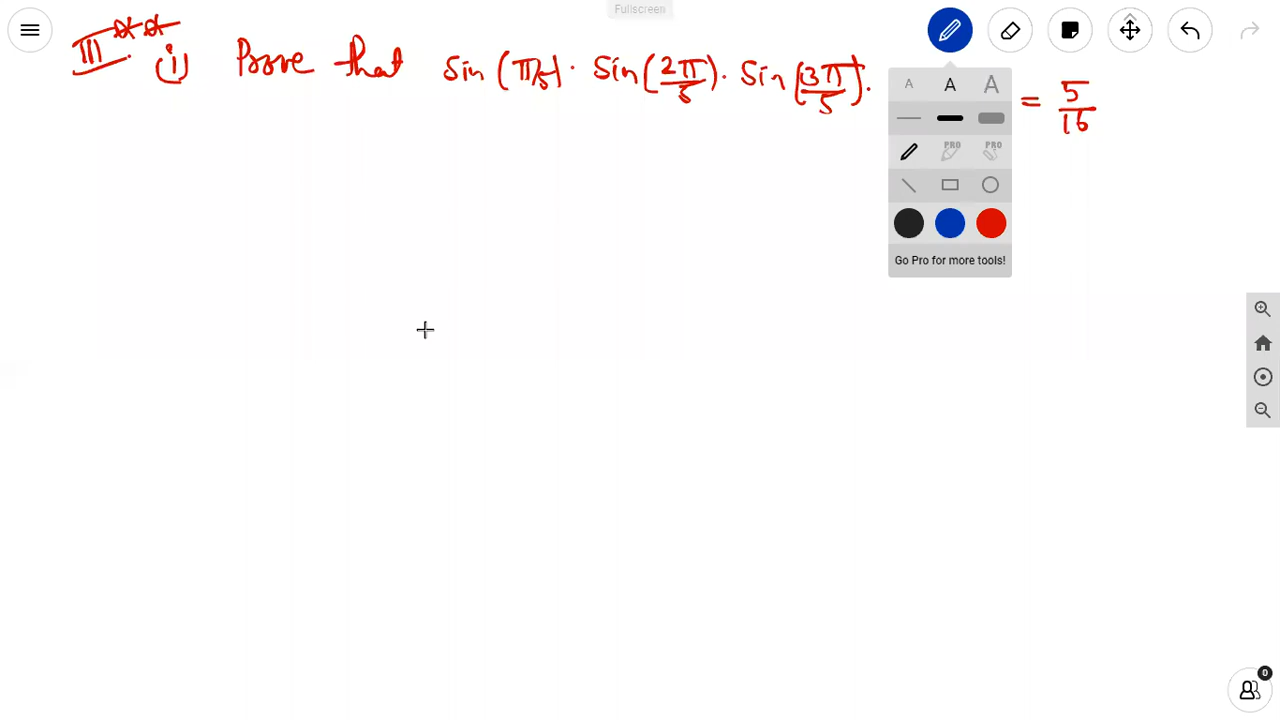 Fullscreen
III ☆☆
(i) Prove that sin(π/5) · sin(2π/5) · sin(3π/5) · = 5/16
A A A
PRO PRO
Go Pro for more tools!
0